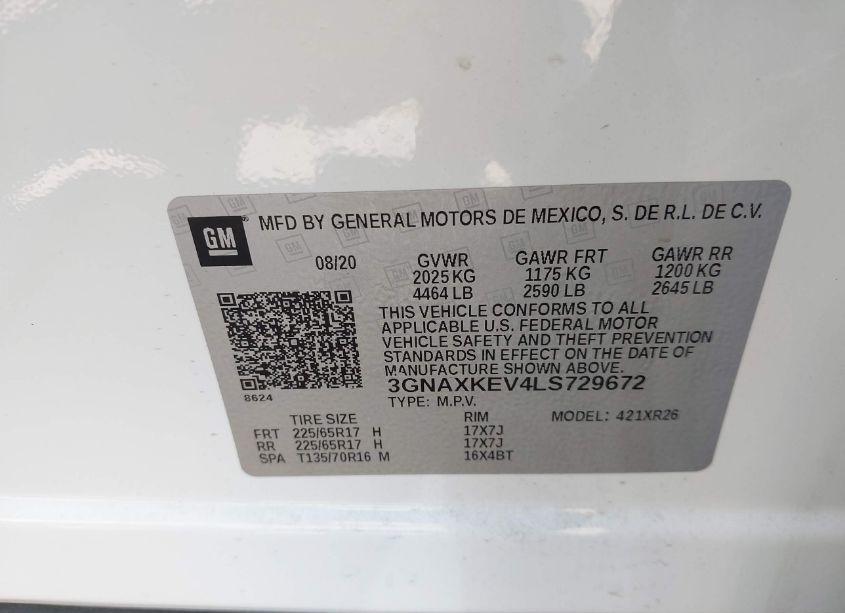 GM
MFD BY GENERAL MOTORS DE MEXICO, S. DE R.L. DE C.V.
08/20 GVWR GAWR FRT GAWR RR
2025 KG 1175 KG 1200 KG
4464 LB 2590 LB 2645 LB
THIS VEHICLE CONFORMS TO ALL
APPLICABLE U.S. FEDERAL MOTOR
VEHICLE SAFETY AND THEFT PREVENTION
STANDARDS IN EFFECT ON THE DATE OF
MANUFACTURE SHOWN ABOVE.
3GNAXKEV4LS729672
8624
TYPE: M.P.V.
TIRE SIZE RIM MODEL: 421XR26
FRT 225/65R17 H 17X7J
RR 225/65R17 H 17X7J
SPA T135/70R16 M 16X4BT